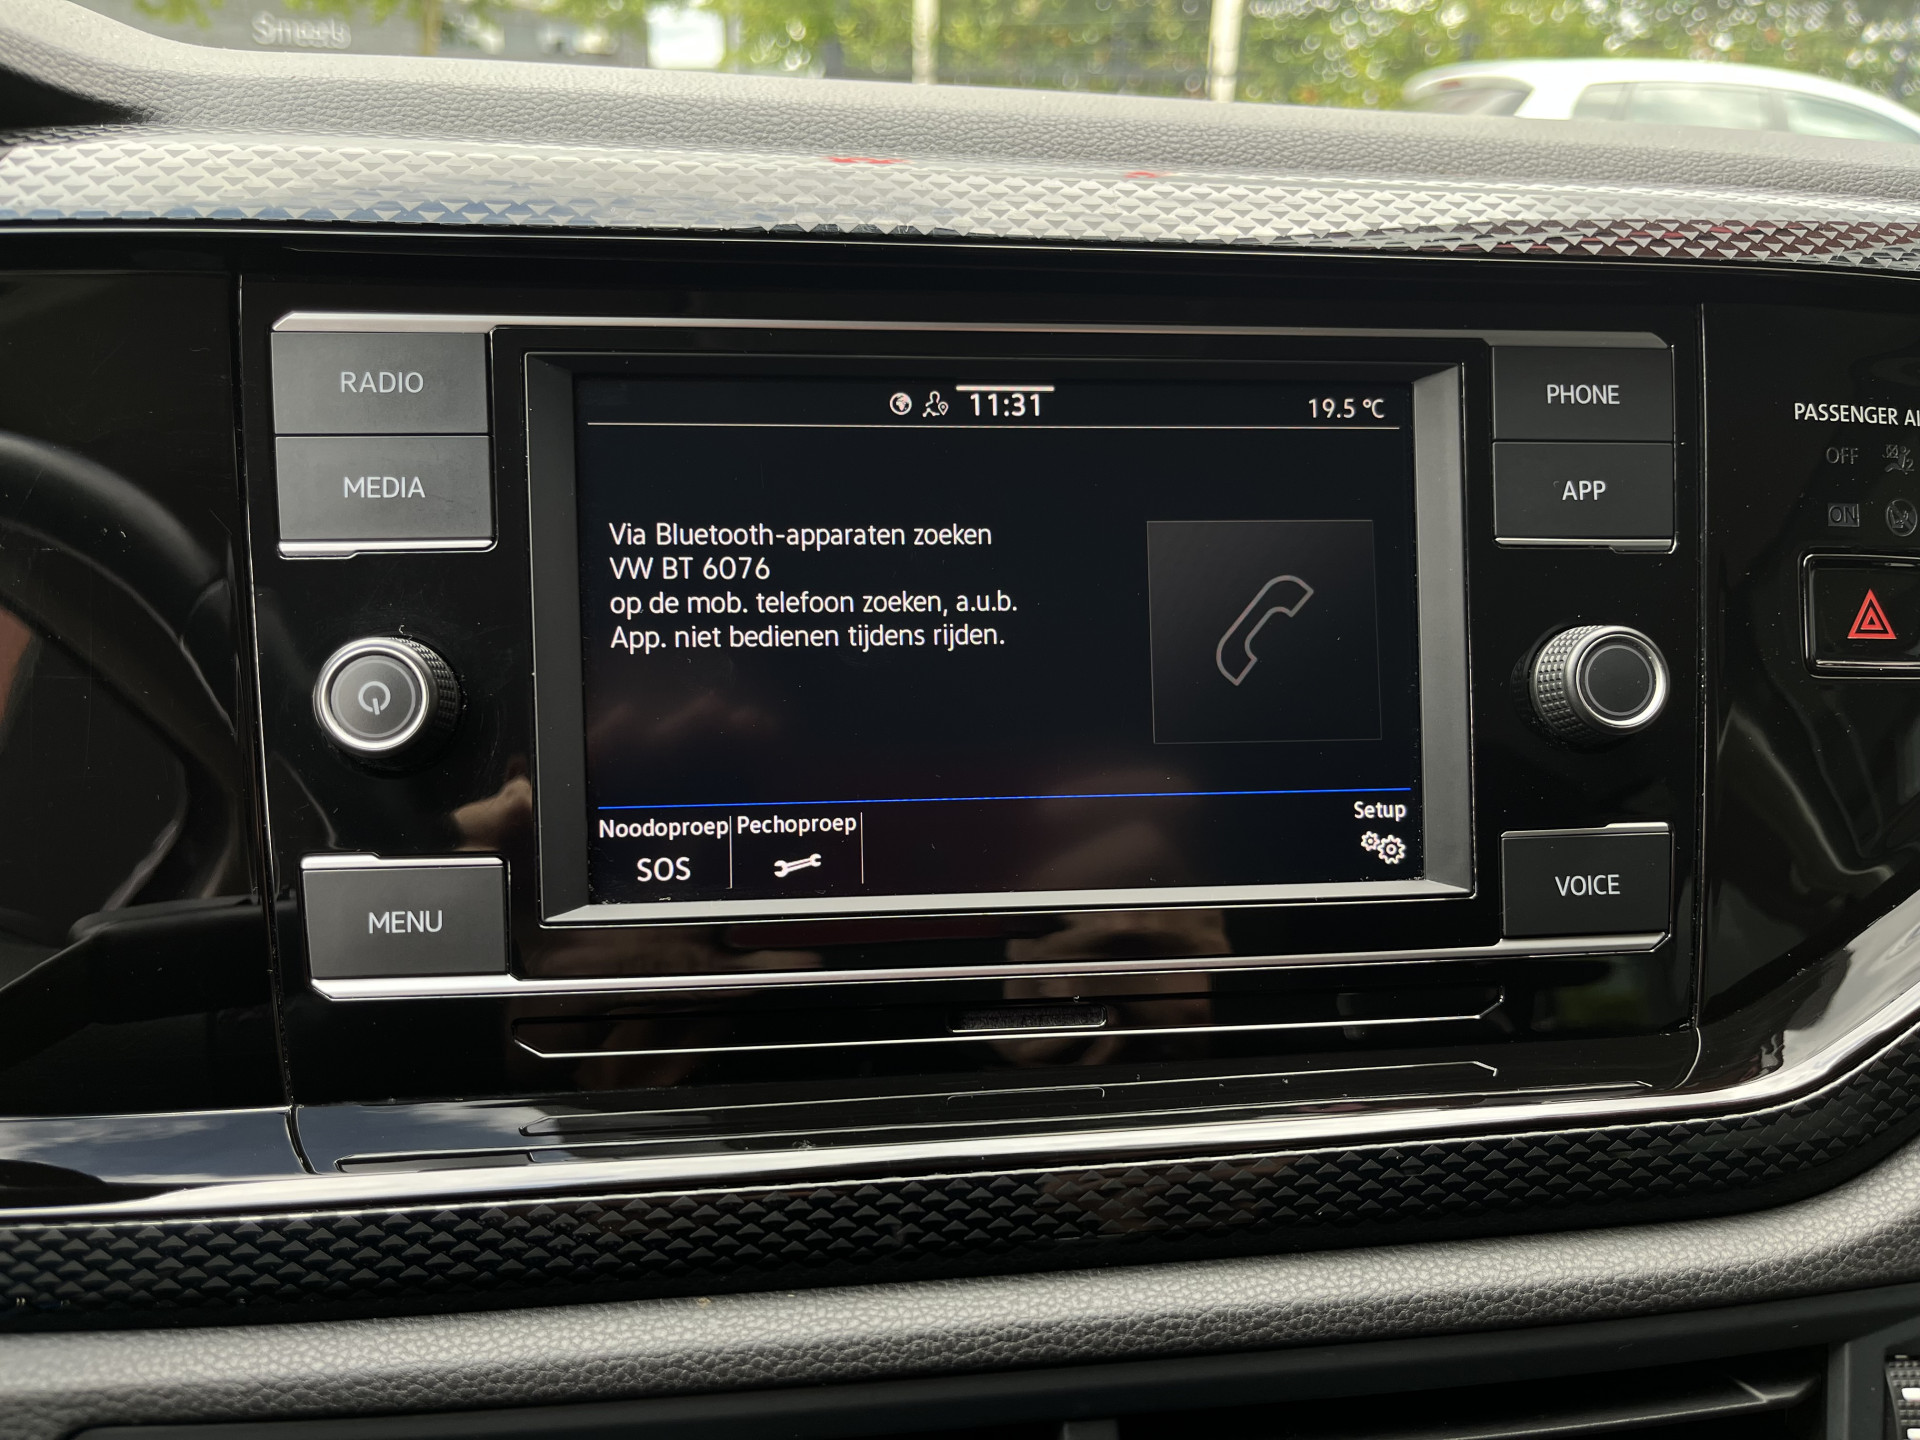 Smeets
RADIO
MEDIA
MENU
11:31
19.5 °C
Via Bluetooth-apparaten zoeken
VW BT 6076
op de mob. telefoon zoeken, a.u.b.
App. niet bedienen tijdens rijden.
Noodoproep
SOS
Pechoproep
Setup
PHONE
APP
VOICE
PASSENGER
OFF
ON